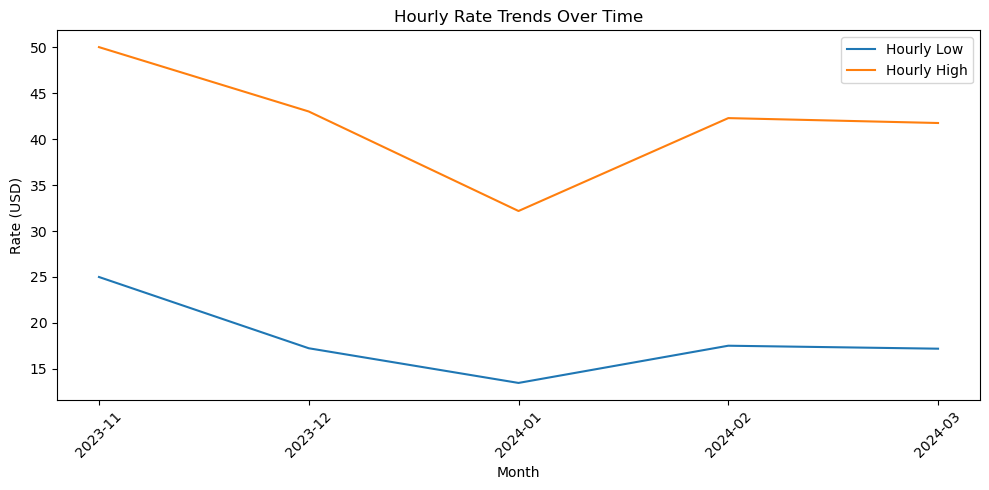 Hourly Rate Trends Over Time
Hourly Low
Hourly High
Rate (USD)
50
45
40
35
30
25
20
15
2023-11
2023-12
2024-01
2024-02
2024-03
Month